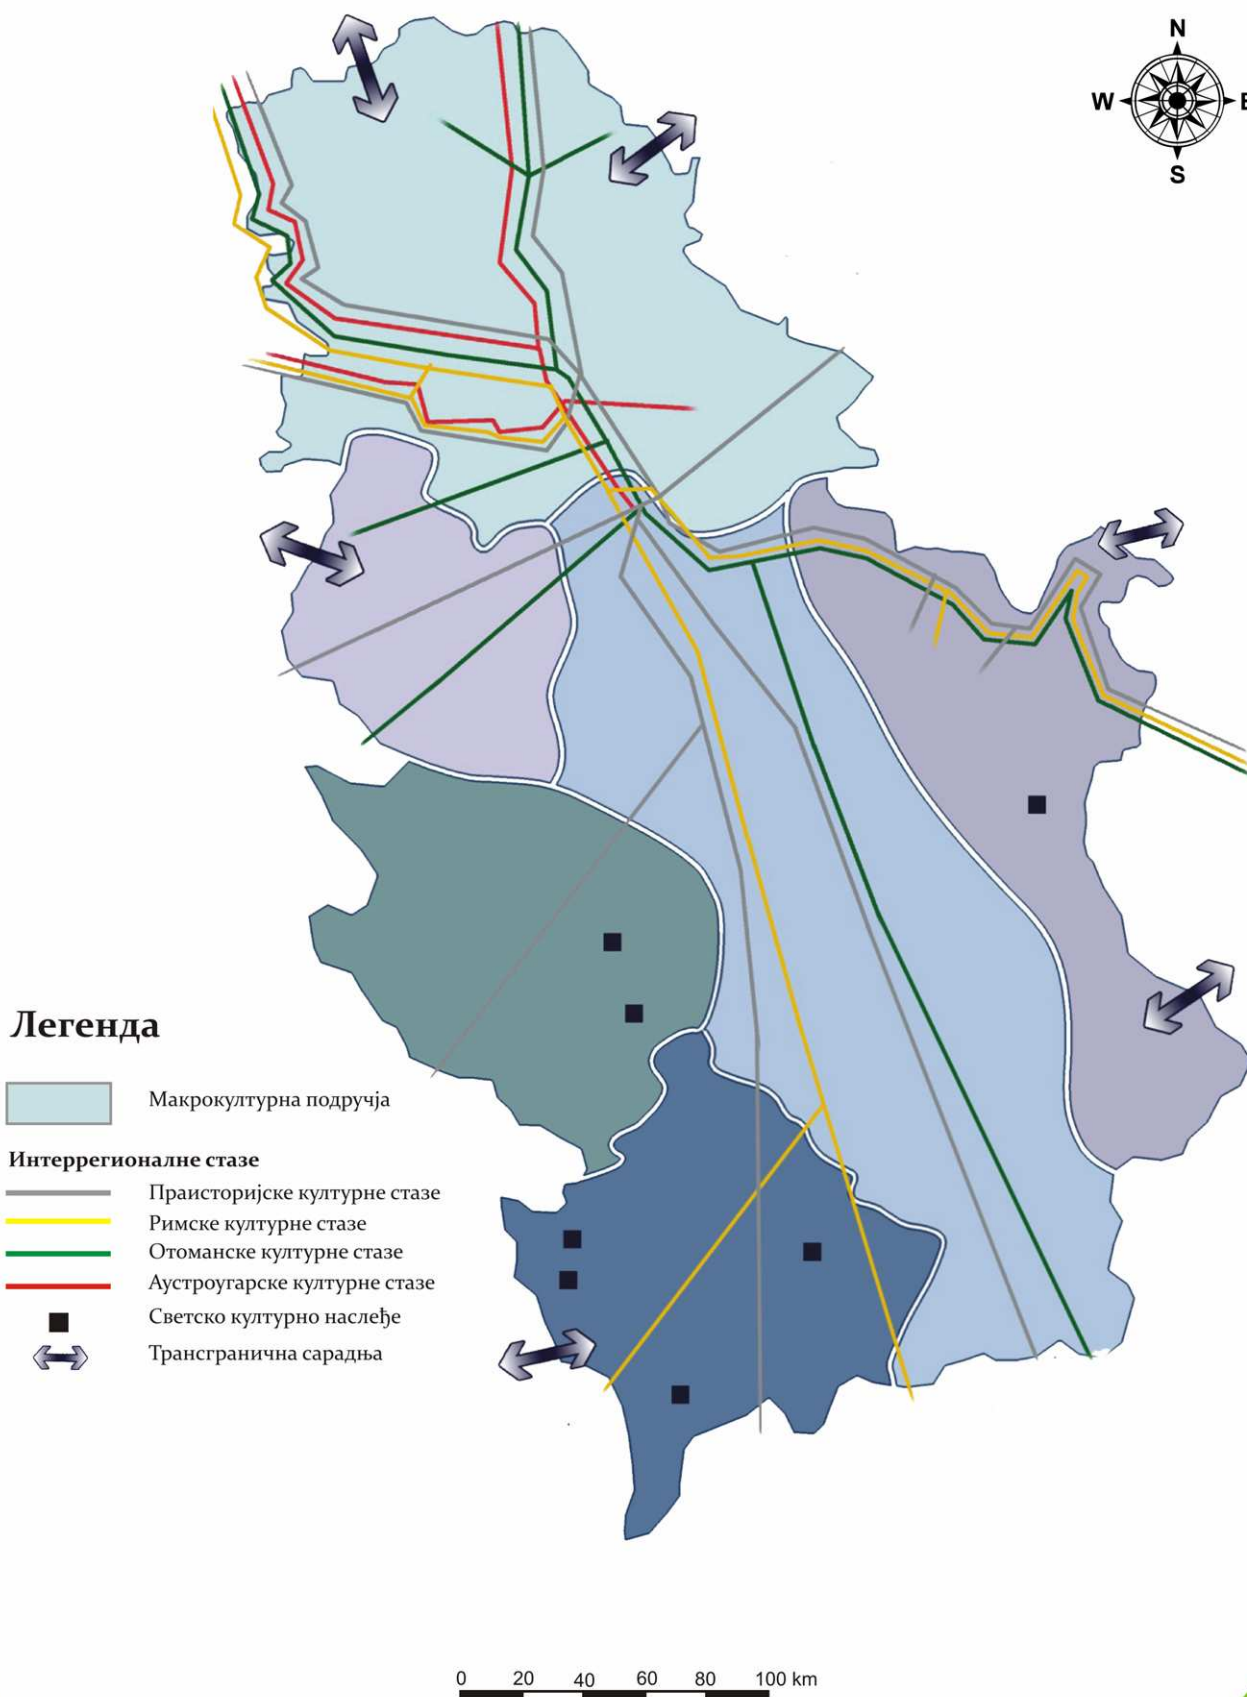 N
W E
S
Легенда
Макрокултурна подручја
Интеррегионалне стазе
Праисторијске културне стазе
Римске културне стазе
Отоманске културне стазе
Аустроугарске културне стазе
Светско културно наслеђе
Трансгранична сарадња
0 20 40 60 80 100 km